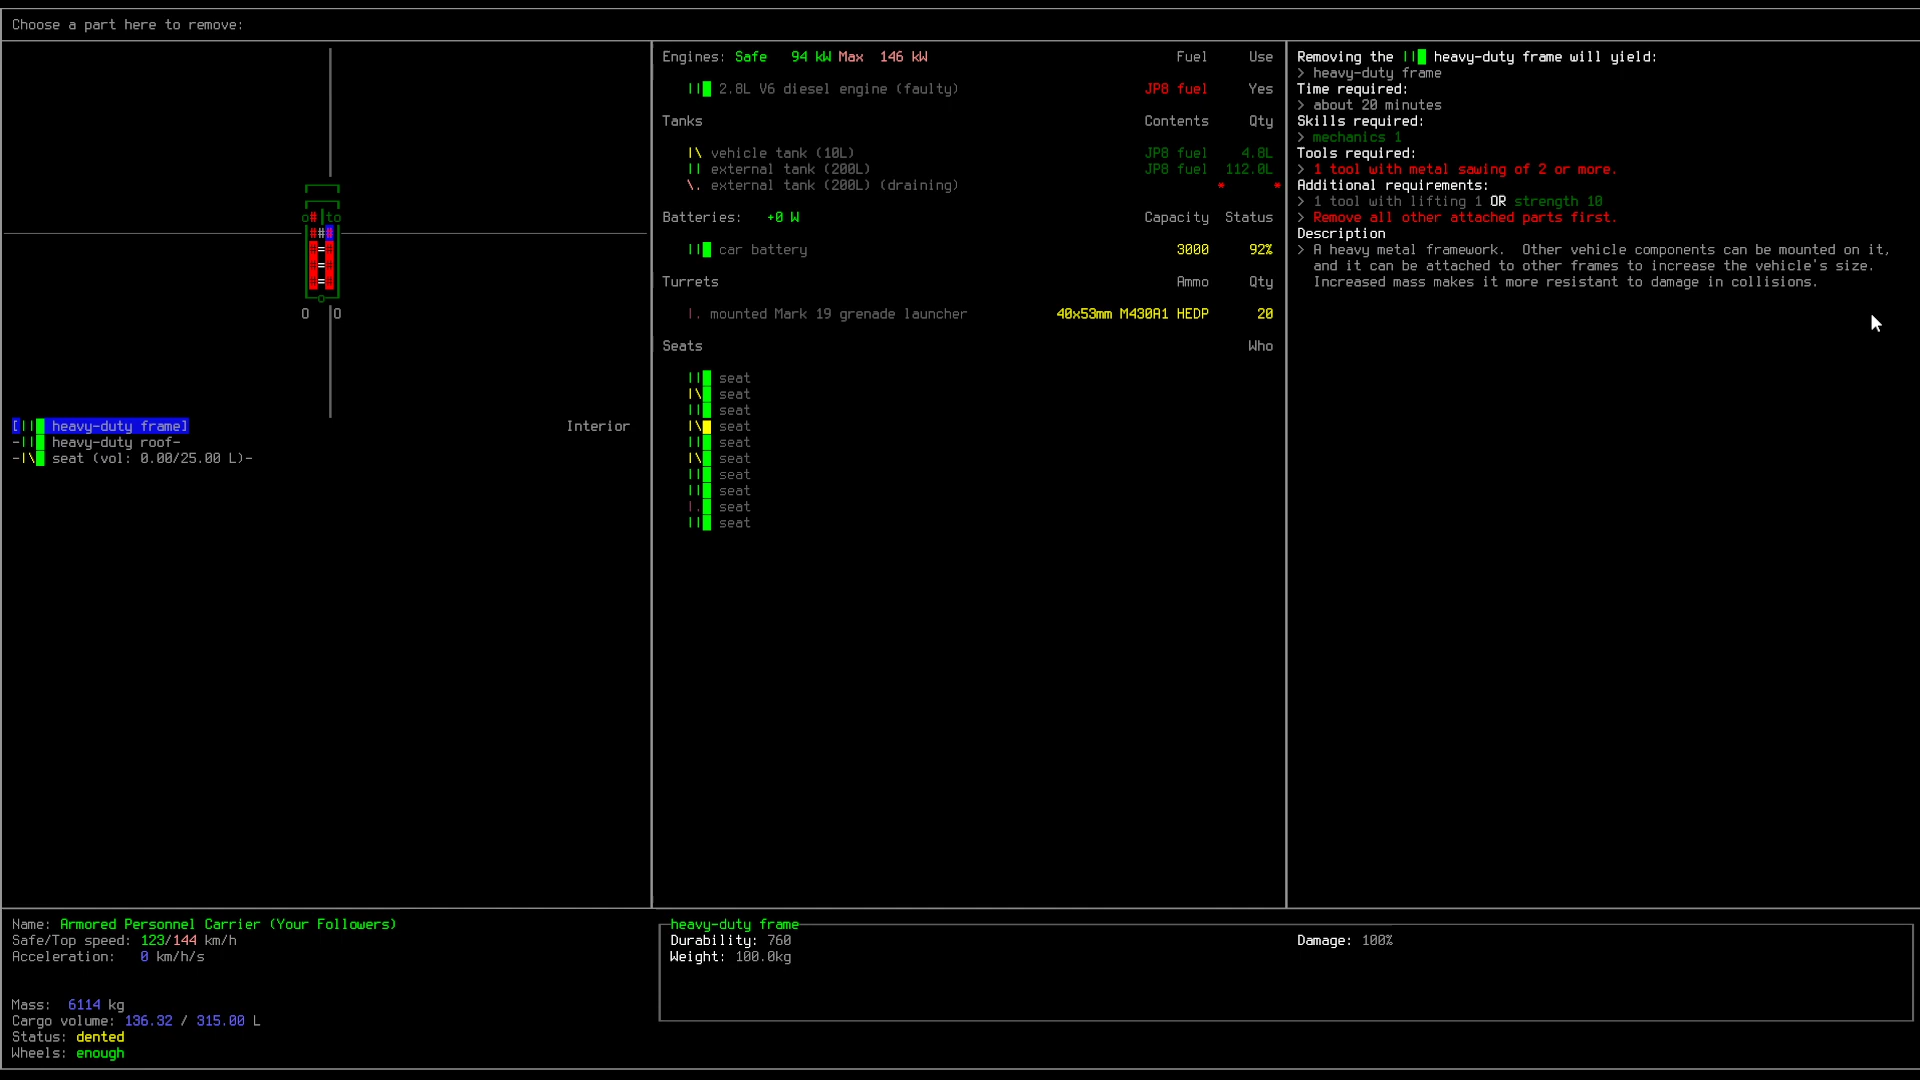 Choose a part here to remove:
Engines: Safe 94 kW Max 146 kW Fuel Use
||█ 2.8L V6 diesel engine (faulty) JP8 fuel Yes
Tanks Contents Qty
|\ vehicle tank (10L) JP8 fuel 4.8L
|| external tank (200L) JP8 fuel 112.0L
\. external tank (200L) (draining) * *
Batteries: +0 W Capacity Status
||█ car battery 3000 92%
Turrets Ammo Qty
|. mounted Mark 19 grenade launcher 40x53mm M430A1 HEDP 20
Seats Who
||█ seat
|\█ seat
||█ seat
|\█ seat
||█ seat
|\█ seat
||█ seat
||█ seat
|.█ seat
||█ seat
Removing the ||█ heavy-duty frame will yield:
> heavy-duty frame
Time required:
> about 20 minutes
Skills required:
> mechanics 1
Tools required:
> 1 tool with metal sawing of 2 or more.
Additional requirements:
> 1 tool with lifting 1 OR strength 10
> Remove all other attached parts first.
Description
> A heavy metal framework. Other vehicle components can be mounted on it,
and it can be attached to other frames to increase the vehicle's size.
Increased mass makes it more resistant to damage in collisions.
o#|to
###
=
=
=
o
0 0
[||█ heavy-duty frame] Interior
-||█ heavy-duty roof-
-|\█ seat (vol: 0.00/25.00 L)-
Name: Armored Personnel Carrier (Your Followers)
Safe/Top speed: 123/144 km/h
Acceleration: 0 km/h/s
Mass: 6114 kg
Cargo volume: 136.32 / 315.00 L
Status: dented
Wheels: enough
heavy-duty frame
Durability: 760 Damage: 100%
Weight: 100.0kg